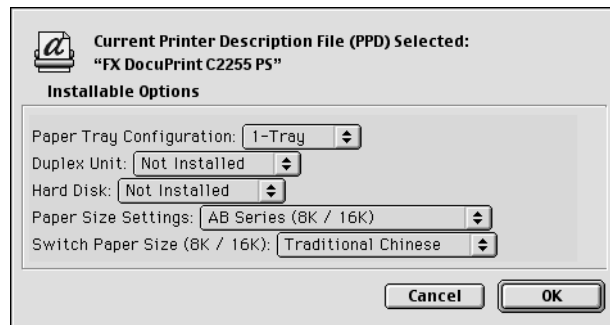 Current Printer Description File (PPD) Selected:
“FX DocuPrint C2255 PS”
Installable Options
Paper Tray Configuration: 1-Tray
Duplex Unit: Not Installed
Hard Disk: Not Installed
Paper Size Settings: AB Series (8K / 16K)
Switch Paper Size (8K / 16K): Traditional Chinese
Cancel OK